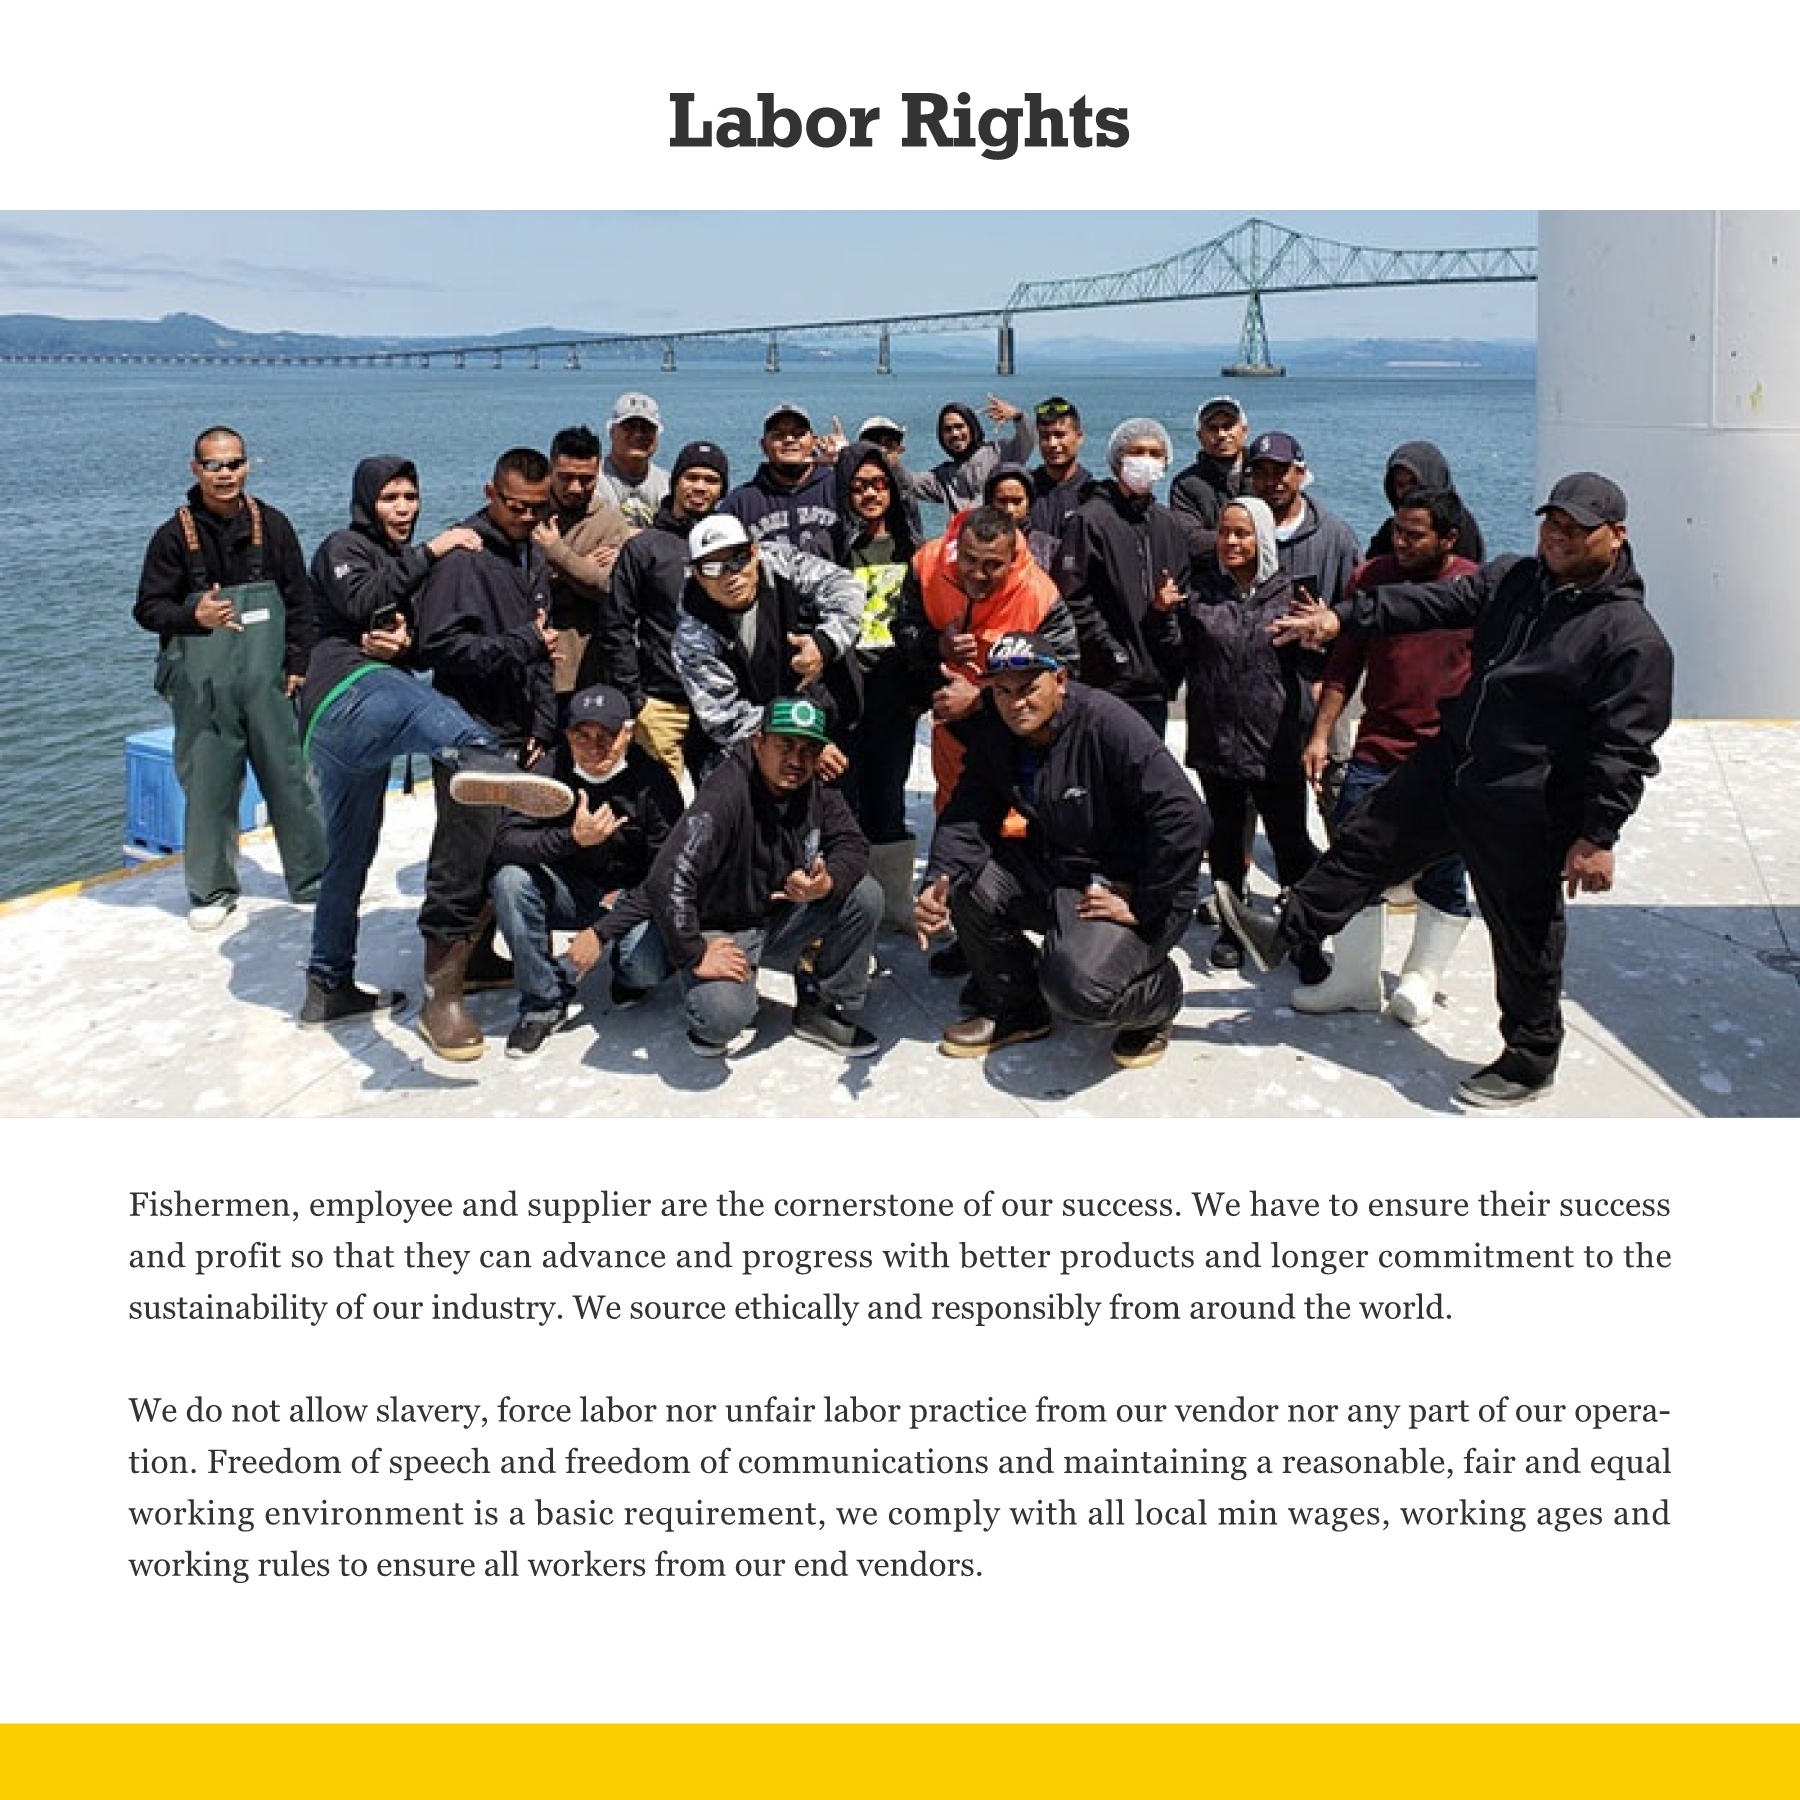 Labor Rights
Fishermen, employee and supplier are the cornerstone of our success. We have to ensure their success
and profit so that they can advance and progress with better products and longer commitment to the
sustainability of our industry. We source ethically and responsibly from around the world.
We do not allow slavery, force labor nor unfair labor practice from our vendor nor any part of our opera-
tion. Freedom of speech and freedom of communications and maintaining a reasonable, fair and equal
working environment is a basic requirement, we comply with all local min wages, working ages and
working rules to ensure all workers from our end vendors.